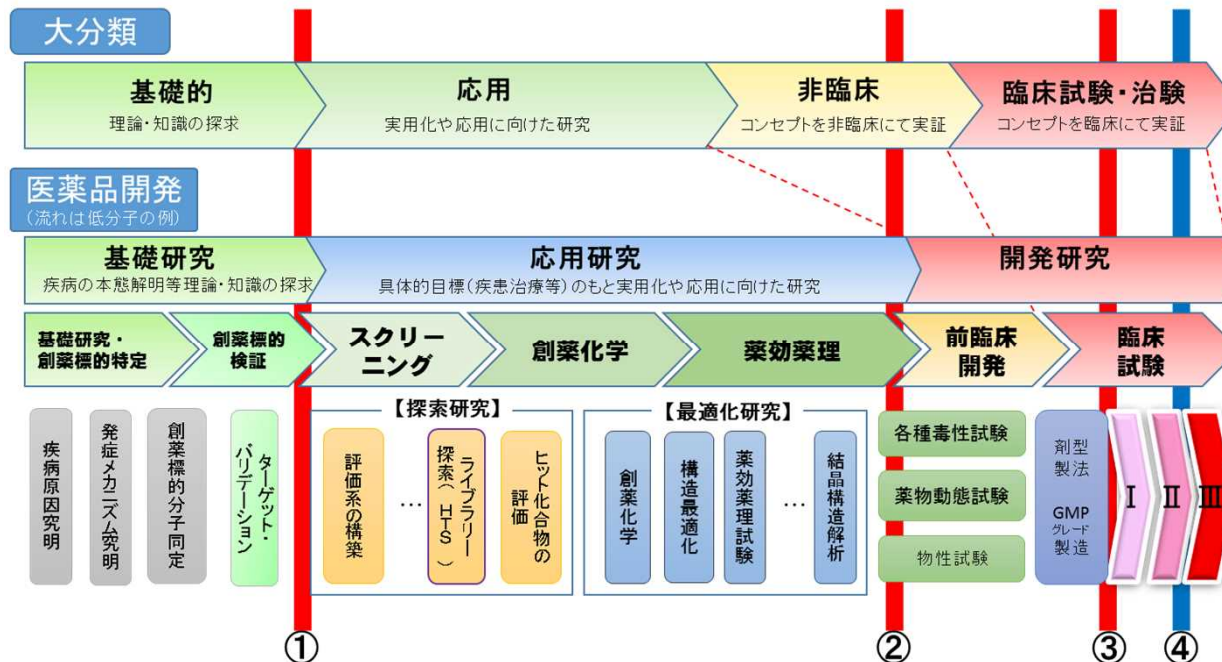 大分類
基礎的
理論・知識の探求
応用
実用化や応用に向けた研究
非臨床
コンセプトを非臨床にて実証
臨床試験・治験
コンセプトを臨床にて実証
医薬品開発
(流れは低分子の例)
基礎研究
疾病の本態解明等理論・知識の探求
応用研究
具体的目標(疾患治療等)のもと実用化や応用に向けた研究
開発研究
基礎研究・
創薬標的特定
創薬標的
検証
スクリー
ニング
創薬化学
薬効薬理
前臨床
開発
臨床
試験
疾病原因究明
発症メカニズム究明
創薬標的分子同定
ターゲット・
バリデーション
【探索研究】
評価系の構築
…
ライブラリー
探索(HTS)
ヒット化合物の
評価
【最適化研究】
創薬化学
構造最適化
薬効薬理試験
…
結晶構造解析
各種毒性試験
薬物動態試験
物性試験
剤型
製法
GMP
グレード
製造
Ⅰ
Ⅱ
Ⅲ
①
②
③
④